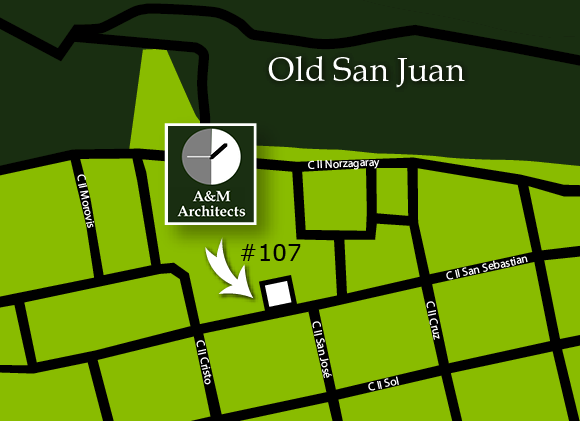 Old San Juan
C ll Norzagaray
A&M
Architects
C ll Morovis
#107
C ll San Sebastian
C ll Cruz
C ll San José
C ll Cristo
C ll Sol